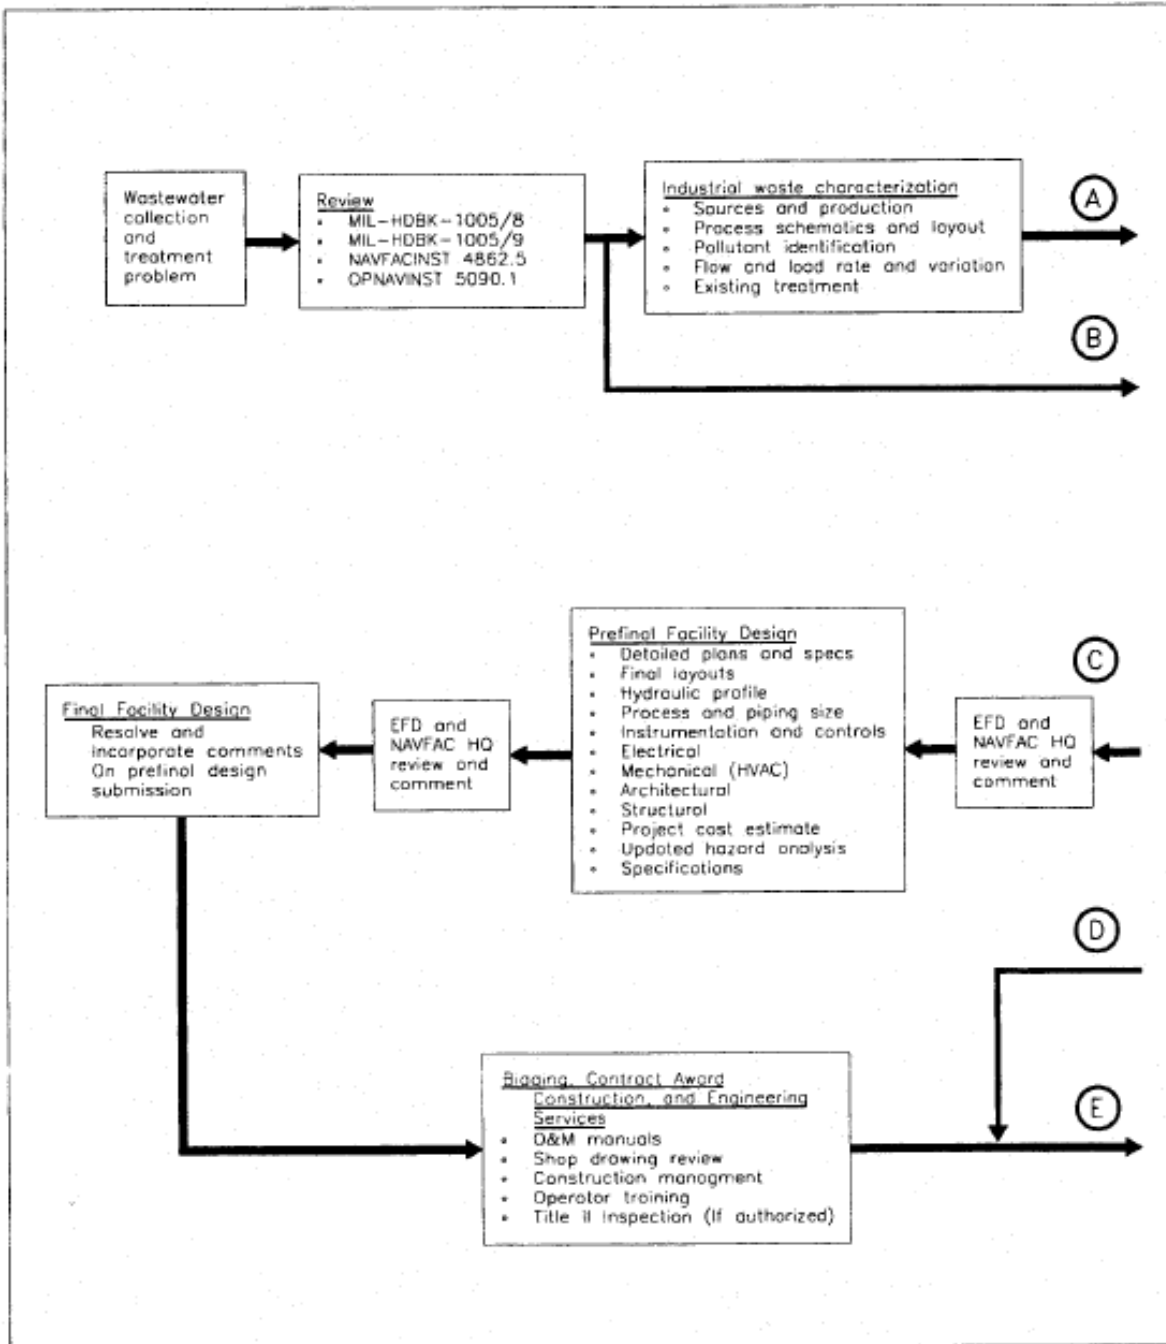 Wastewater
collection
and
treatment
problem
Review
• MIL-HDBK-1005/8
• MIL-HDBK-1005/9
• NAVFACINST 4862.5
• OPNAVINST 5090.1
Industrial waste characterization
• Sources and production
• Process schematics and layout
• Pollutant identification
• Flow and load rate and variation
• Existing treatment
A
B
Final Facility Design
Resolve and
incorporate comments
On prefinal design
submission
EFD and
NAVFAC HQ
review and
comment
Prefinal Facility Design
• Detailed plans and specs
• Final layouts
• Hydraulic profile
• Process and piping size
• Instrumentation and controls
• Electrical
• Mechanical (HVAC)
• Architectural
• Structural
• Project cost estimate
• Updated hazard analysis
• Specifications
EFD and
NAVFAC HQ
review and
comment
C
D
Bigging, Contract Award
Construction, and Engineering
Services
• O&M manuals
• Shop drawing review
• Construction managment
• Operator training
• Title II Inspection (If authorized)
E